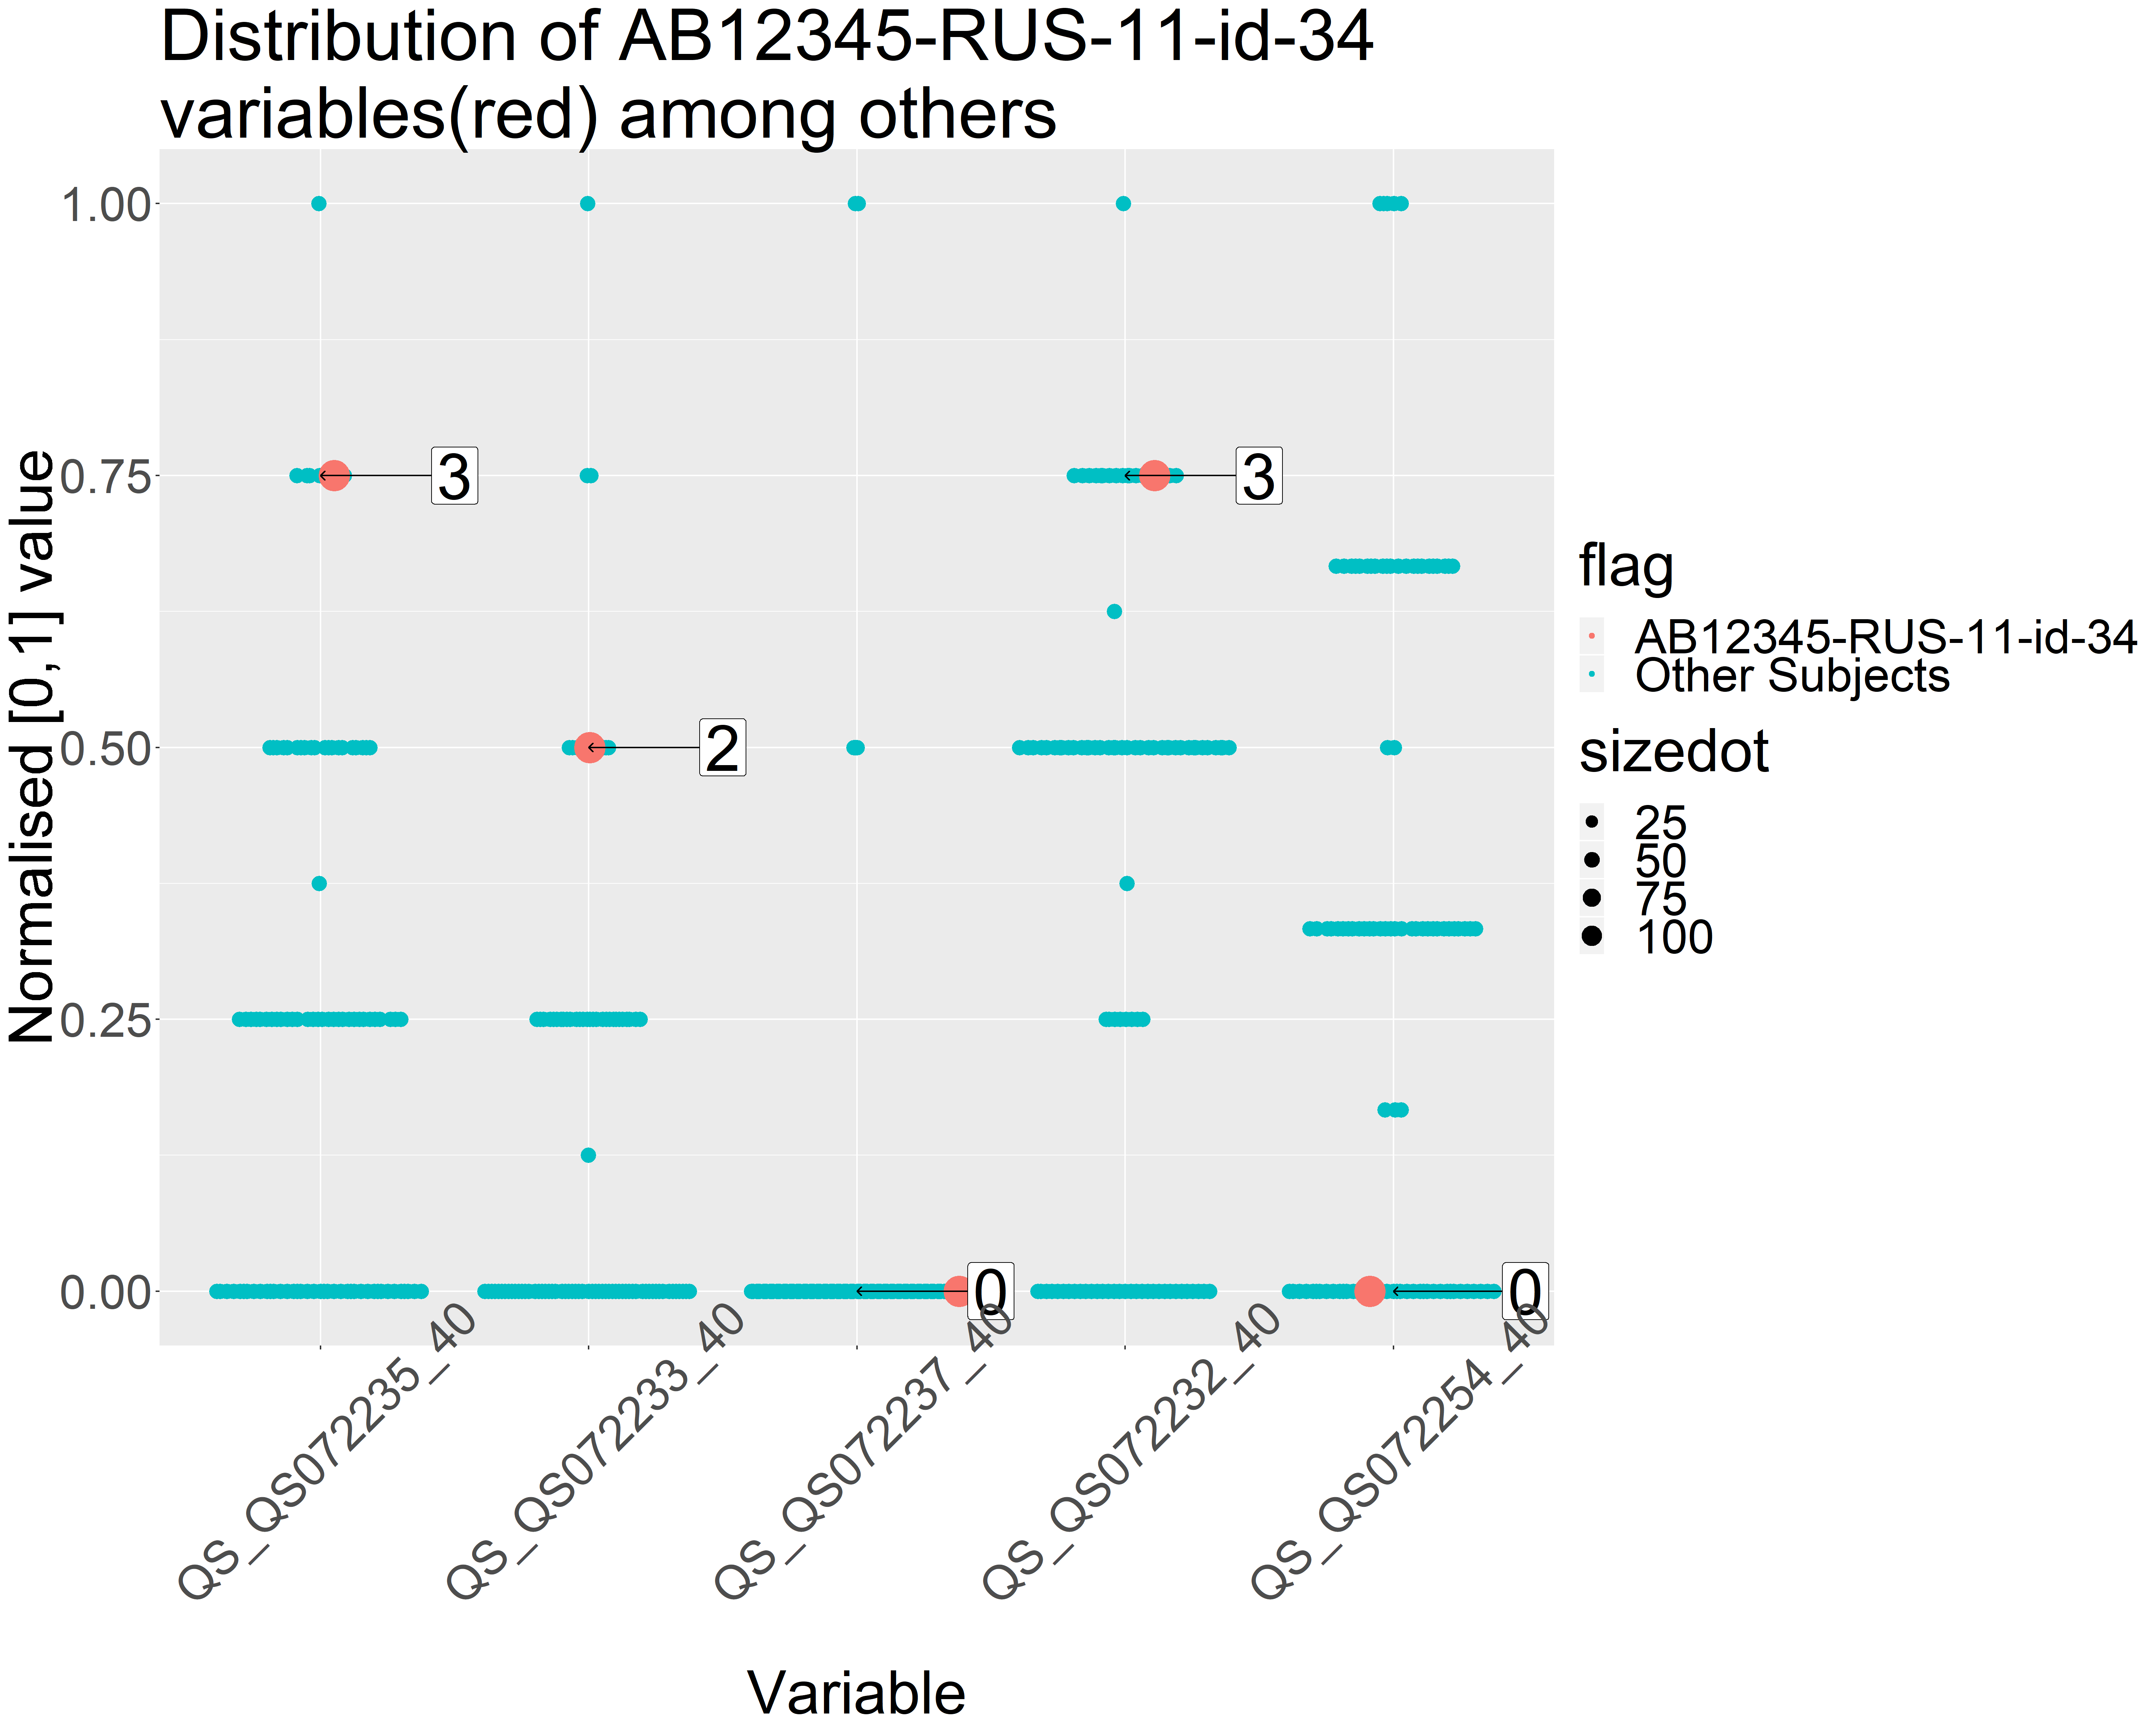 Distribution of AB12345-RUS-11-id-34
variables(red) among others
Normalised [0,1] value
1.00
0.75
0.50
0.25
0.00
3
3
2
0
0
QS_QS072235_40
QS_QS072233_40
QS_QS072237_40
QS_QS072232_40
QS_QS072254_40
Variable
flag
AB12345-RUS-11-id-34
Other Subjects
sizedot
25
50
75
100